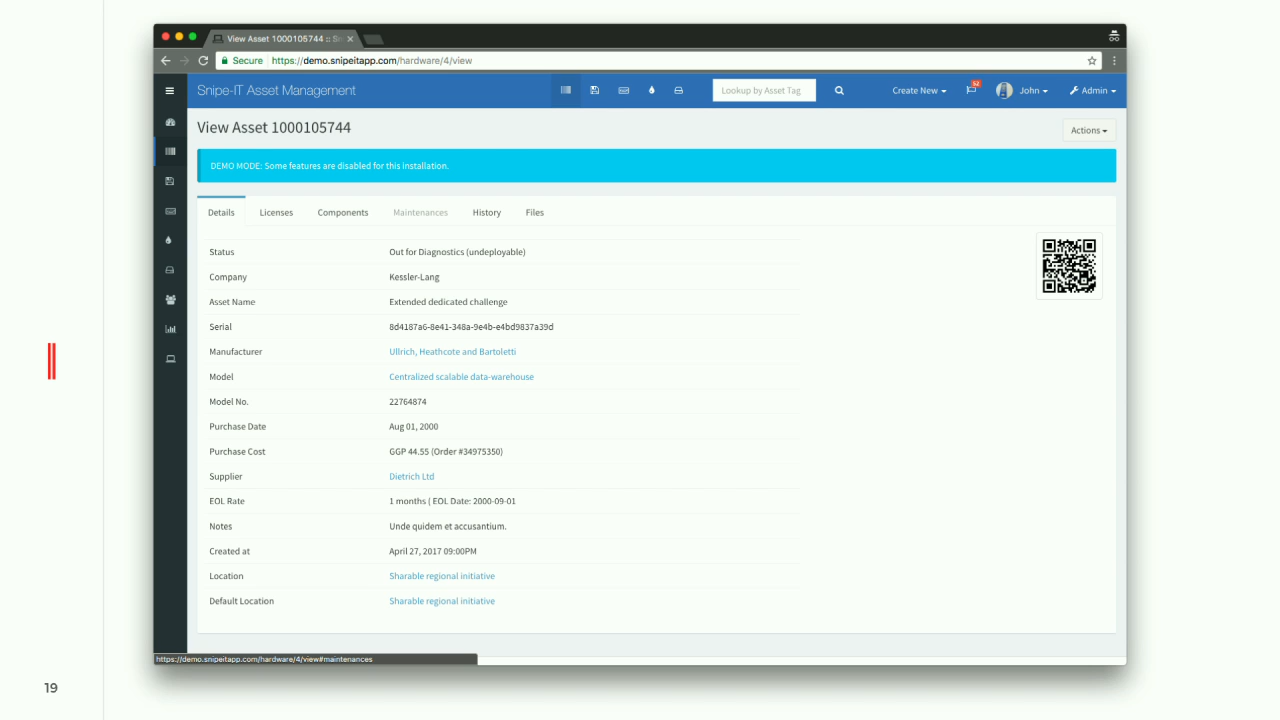 View Asset 1000105744 :: Sn
Secure https://demo.snipeitapp.com/hardware/4/view
Snipe-IT Asset Management Lookup by Asset Tag Create New 52 John Admin
View Asset 1000105744 Actions
DEMO MODE: Some features are disabled for this installation.
Details Licenses Components Maintenances History Files
Status Out for Diagnostics (undeployable)
Company Kessler-Lang
Asset Name Extended dedicated challenge
Serial 8d4187a6-8e41-348a-9e4b-e4bd9837a39d
Manufacturer Ullrich, Heathcote and Bartoletti
Model Centralized scalable data-warehouse
Model No. 22764874
Purchase Date Aug 01, 2000
Purchase Cost GGP 44.55 (Order #34975350)
Supplier Dietrich Ltd
EOL Rate 1 months ( EOL Date: 2000-09-01
Notes Unde quidem et accusantium.
Created at April 27, 2017 09:00PM
Location Sharable regional initiative
Default Location Sharable regional initiative
https://demo.snipeitapp.com/hardware/4/view#maintenances
19